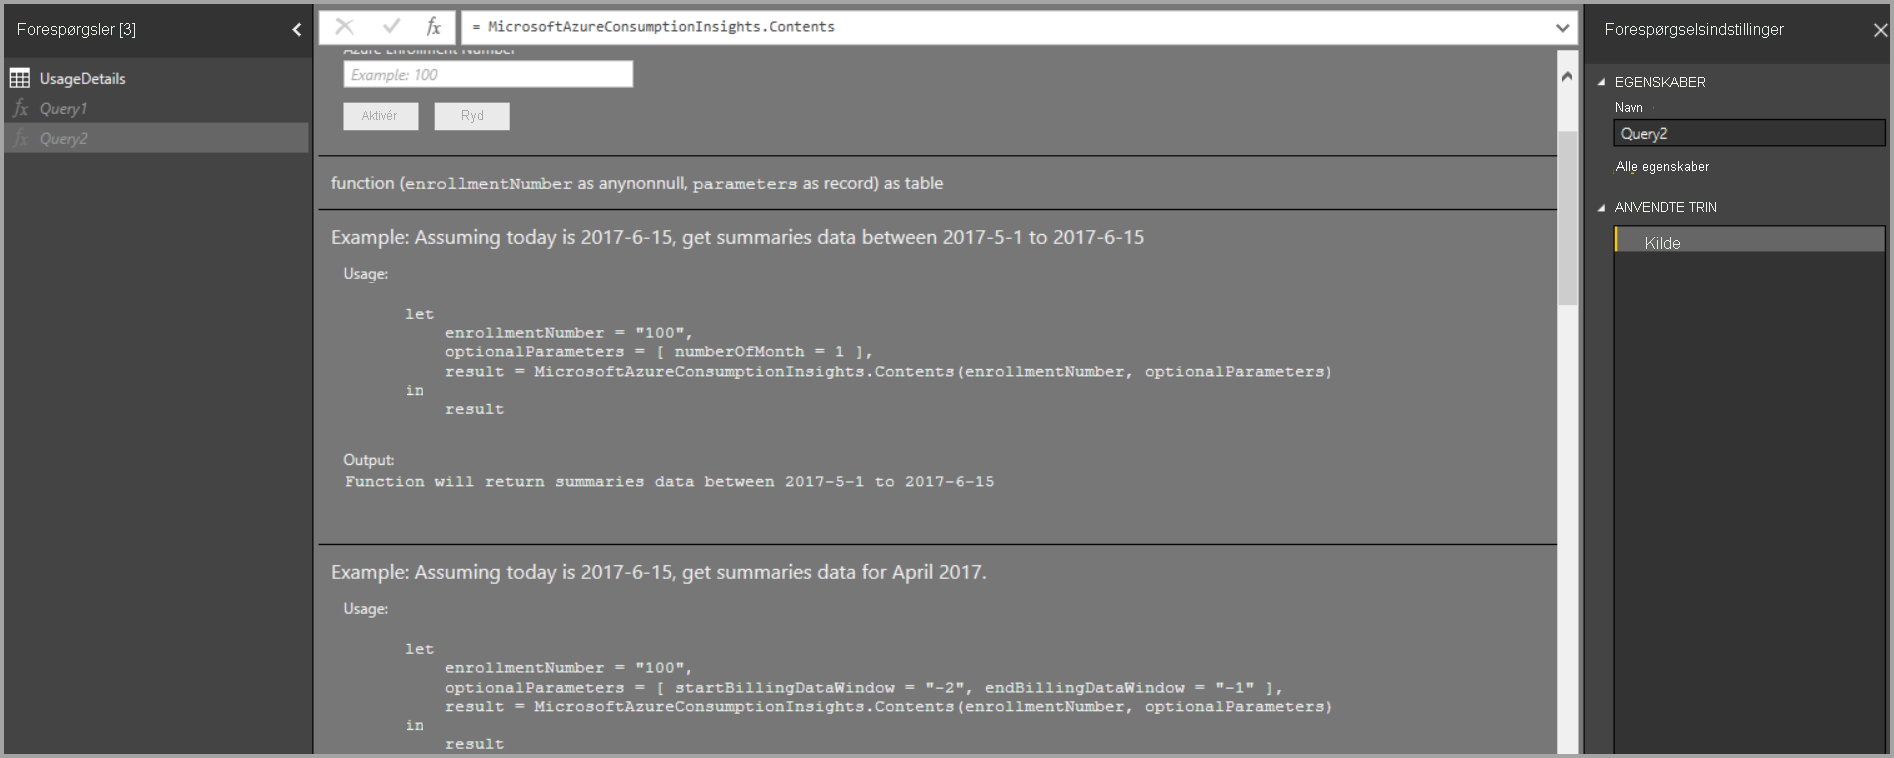 Forespørgsler [3]
UsageDetails
Query1
Query2
fx = MicrosoftAzureConsumptionInsights.Contents
Azure Enrollment Number
Example: 100
Aktivér Ryd
function (enrollmentNumber as anynonnull, parameters as record) as table
Example: Assuming today is 2017-6-15, get summaries data between 2017-5-1 to 2017-6-15
Usage:
let
enrollmentNumber = "100",
optionalParameters = [ numberOfMonth = 1 ],
result = MicrosoftAzureConsumptionInsights.Contents(enrollmentNumber, optionalParameters)
in
result
Output:
Function will return summaries data between 2017-5-1 to 2017-6-15
Example: Assuming today is 2017-6-15, get summaries data for April 2017.
Usage:
let
enrollmentNumber = "100",
optionalParameters = [ startBillingDataWindow = "-2", endBillingDataWindow = "-1" ],
result = MicrosoftAzureConsumptionInsights.Contents(enrollmentNumber, optionalParameters)
in
result
Forespørgselsindstillinger
EGENSKABER
Navn
Query2
Alle egenskaber
ANVENDTE TRIN
Kilde